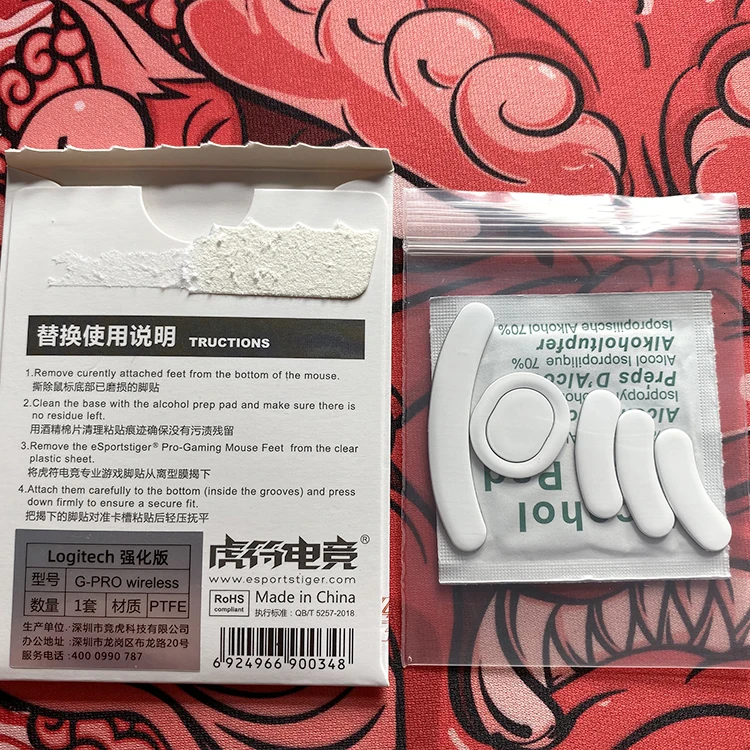 替换使用说明 TRUCTIONS
1.Remove curently attached feet from the bottom of the mouse.
撕除鼠标底部已磨损的脚贴
2.Clean the base with the alcohol prep pad and make sure there is
no residue left.
用酒精棉片清理粘贴痕迹确保没有污渍残留
3.Remove the eSportstiger® Pro-Gaming Mouse Feet from the clear
plastic sheet.
将虎符电竞专业游戏脚贴从离型膜揭下
4.Attach them carefully to the bottom (inside the grooves) and press
down firmly to ensure a secure fit.
把揭下的脚贴对准卡槽粘贴后轻压抚平
Logitech 强化版
型号 G-PRO wireless
数量 1套 材质 PTFE
生产单位:深圳市竞虎科技有限公司
办公地址:深圳市龙岗区布龙路20号
服务电话:400 0990 787
虎符电竞®
www.esportstiger.com
RoHS
compliant
Made in China
执行标准:QB/T 5257-2018
6 924966 900348
Isopropilische Alkohol 70%
Alkoholtupfer
Alcool Isopropilique 70%
Preps D'Alco